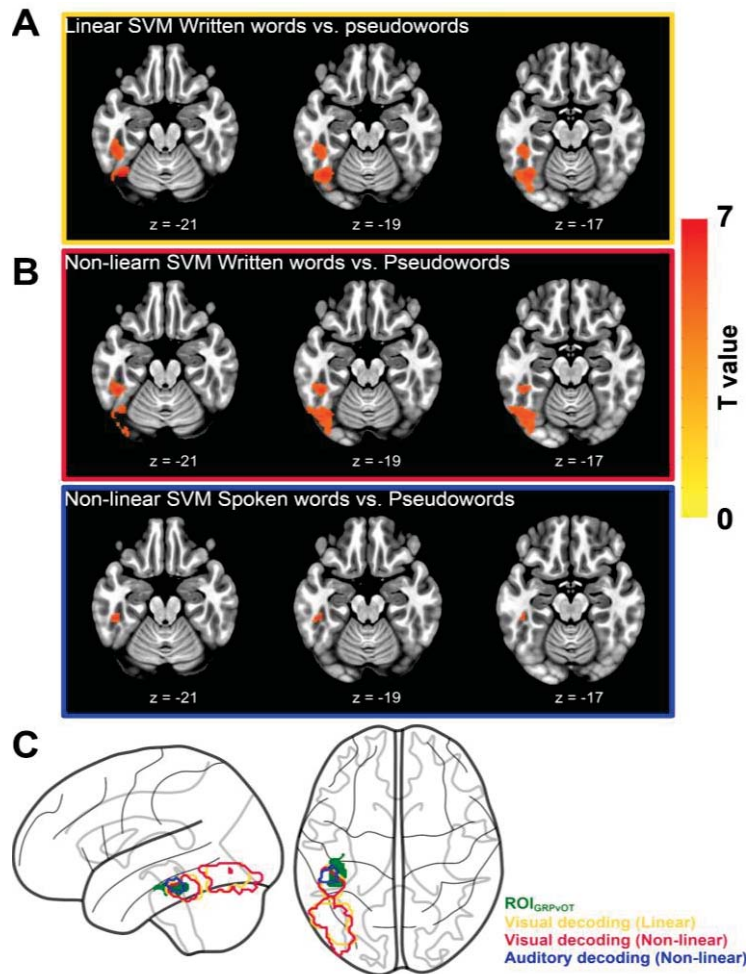 A
Linear SVM Written words vs. pseudowords
z = -21
z = -19
z = -17
B
Non-liearn SVM Written words vs. Pseudowords
z = -21
z = -19
z = -17
Non-linear SVM Spoken words vs. Pseudowords
z = -21
z = -19
z = -17
7
T value
0
C
ROIGRPvOT
Visual decoding (Linear)
Visual decoding (Non-linear)
Auditory decoding (Non-linear)